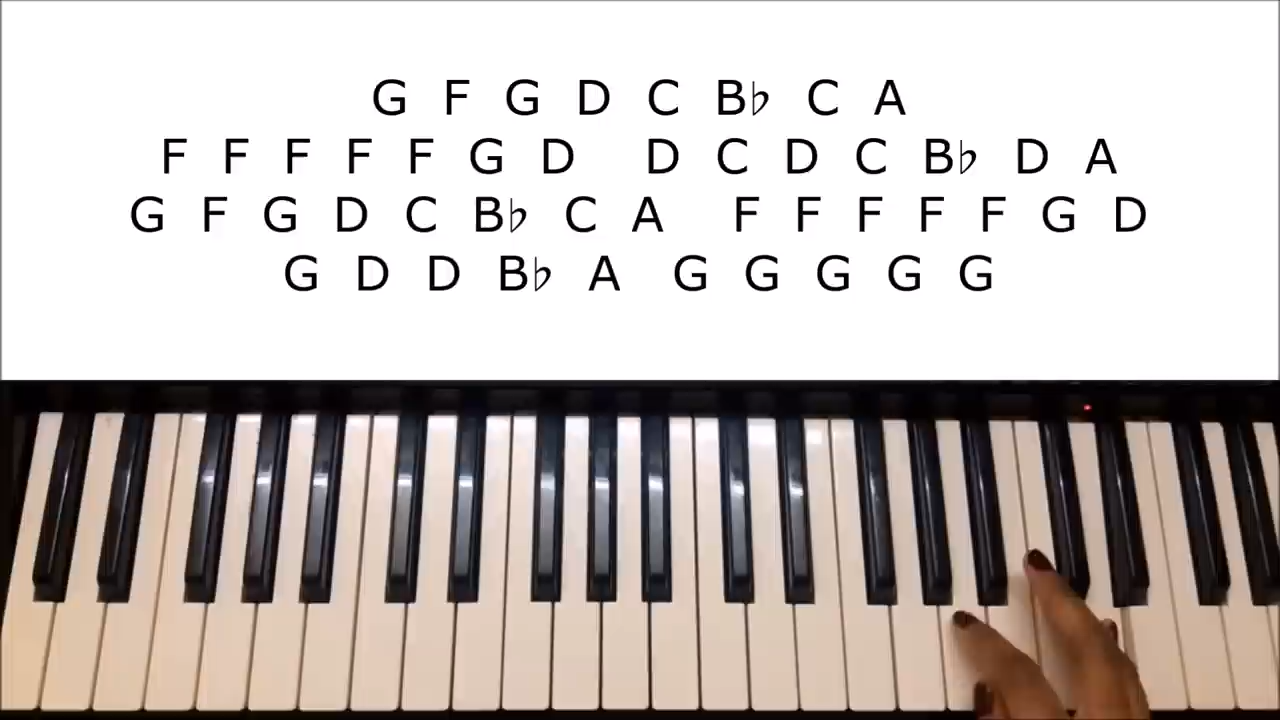 G F G D C B♭ C A
F F F F F G D D C D C B♭ D A
G F G D C B♭ C A F F F F F G D
G D D B♭ A G G G G G